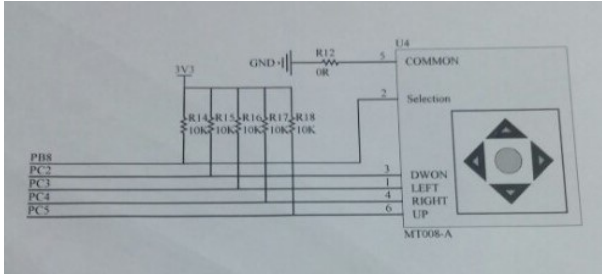 U4
GND R12 5 COMMON
0R
3V3
2 Selection
R14 R15 R16 R17 R18
10K 10K 10K 10K 10K
PB8
PC2 3 DWON
PC3 1 LEFT
PC4 4 RIGHT
PC5 6 UP
MT008-A